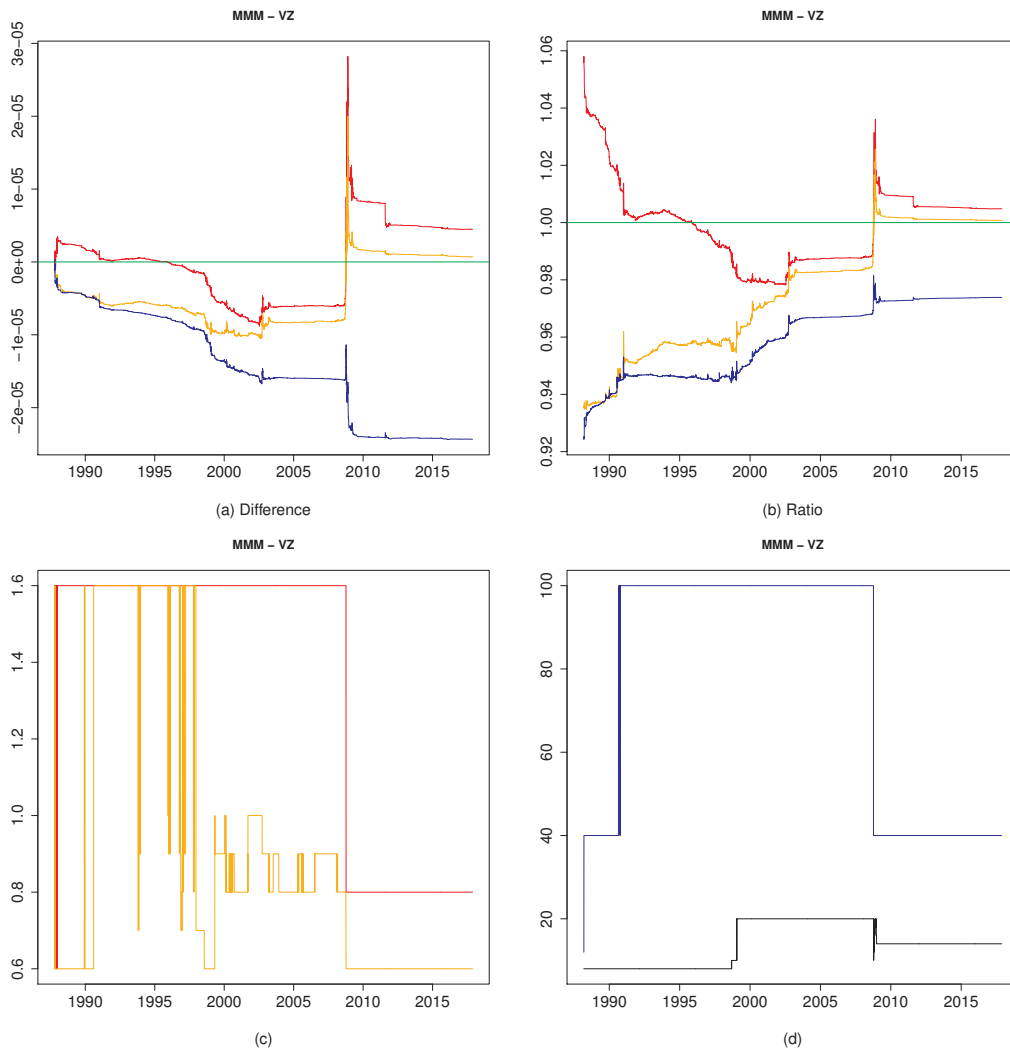 MMM – VZ
3e-05
2e-05
1e-05
0e+00
−1e-05
−2e-05
1990 1995 2000 2005 2010 2015
(a) Difference
MMM – VZ
1.06
1.04
1.02
1.00
0.98
0.96
0.94
0.92
1990 1995 2000 2005 2010 2015
(b) Ratio
MMM – VZ
1.6
1.4
1.2
1.0
0.8
0.6
1990 1995 2000 2005 2010 2015
(c)
MMM – VZ
100
80
60
40
20
1990 1995 2000 2005 2010 2015
(d)